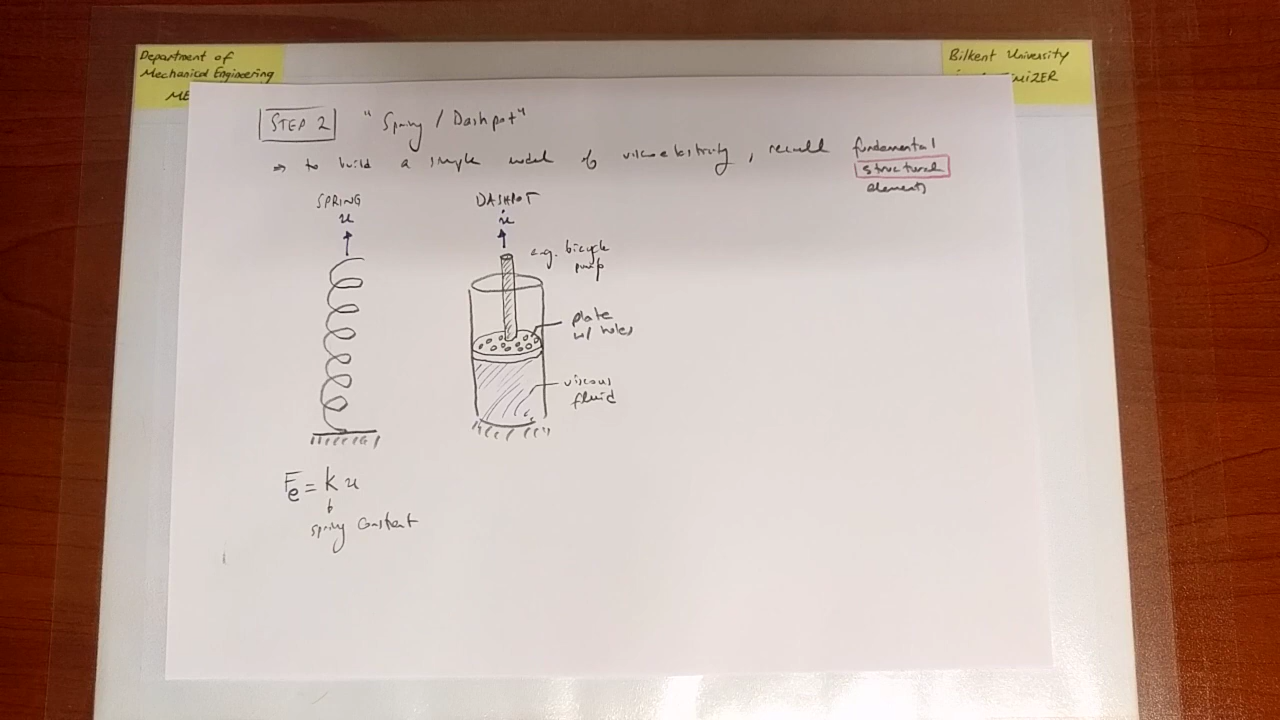 Department of
Mechanical Engineering
ME
Bilkent University
STEP 2 "Spring / Dashpot"
⇒ to build a simple model of viscoelasticity, recall fundamental
structural
elements
SPRING
u
DASHPOT
u̇
e.g. bicycle
pump
plate
w/ holes
viscous
fluid
Fe = k u
spring constant